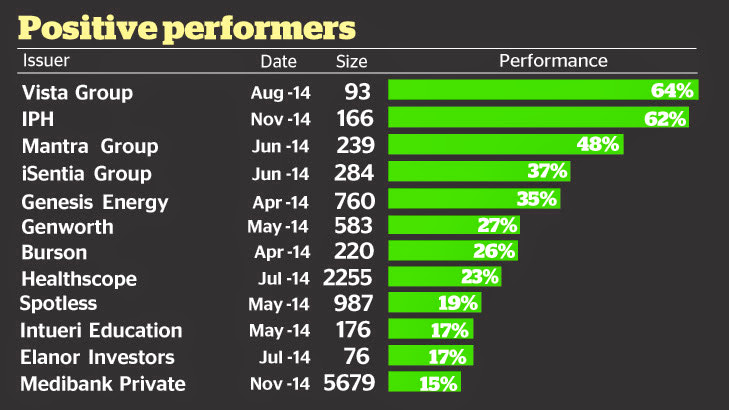 Positive performers
Issuer Date Size Performance
Vista Group Aug -14 93 64%
IPH Nov -14 166 62%
Mantra Group Jun -14 239 48%
iSentia Group Jun -14 284 37%
Genesis Energy Apr -14 760 35%
Genworth May -14 583 27%
Burson Apr -14 220 26%
Healthscope Jul -14 2255 23%
Spotless May -14 987 19%
Intueri Education May -14 176 17%
Elanor Investors Jul -14 76 17%
Medibank Private Nov -14 5679 15%